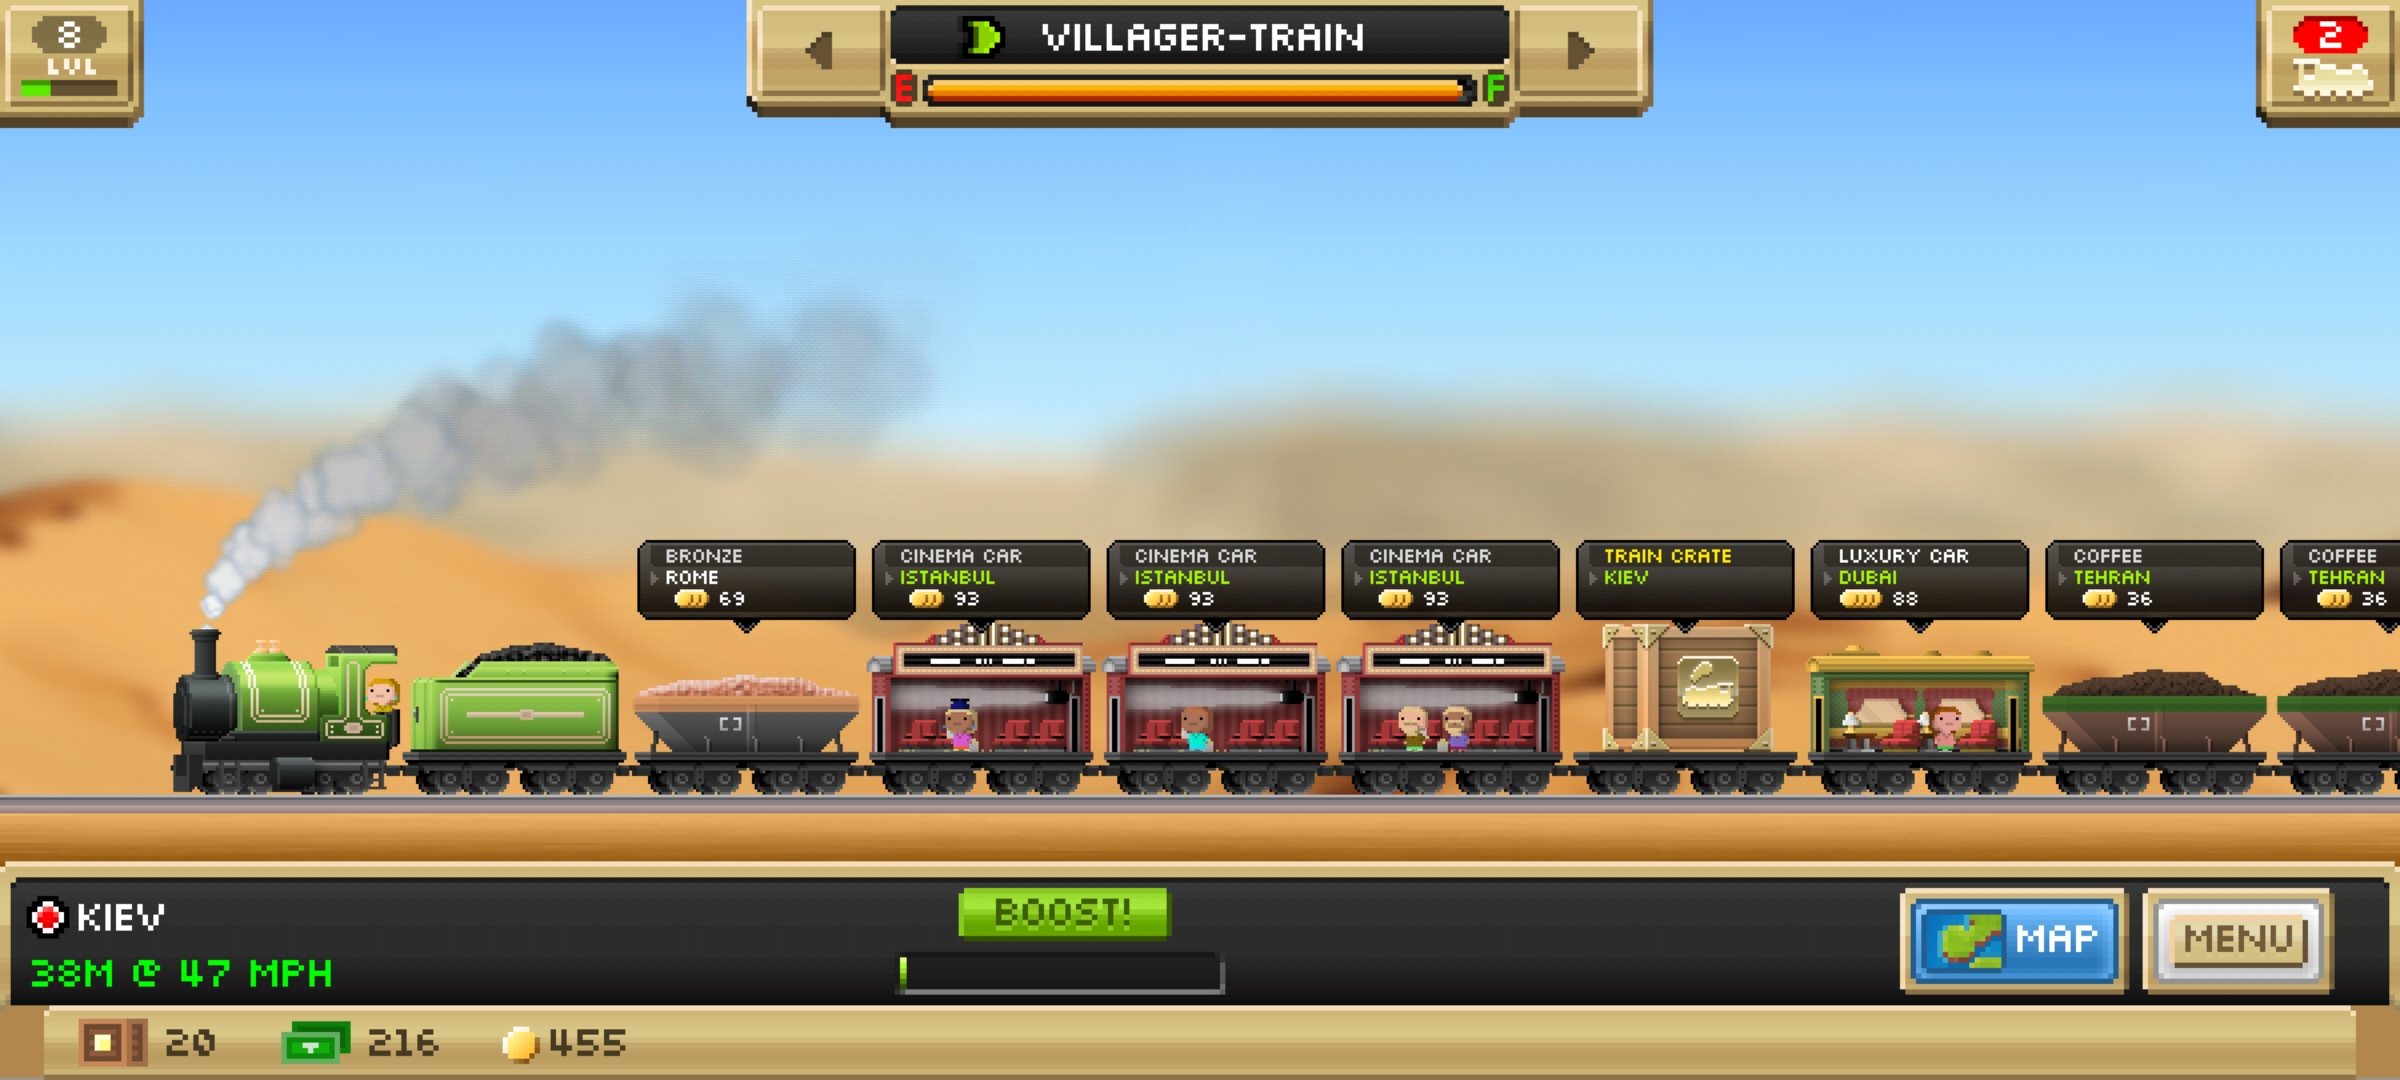 8
LVL
VILLAGER-TRAIN
E F
2
BRONZE
ROME
69
CINEMA CAR
ISTANBUL
93
CINEMA CAR
ISTANBUL
93
CINEMA CAR
ISTANBUL
93
TRAIN CRATE
KIEV
LUXURY CAR
DUBAI
88
COFFEE
TEHRAN
36
COFFEE
TEHRAN
36
KIEV
38M @ 47 MPH
BOOST!
MAP
MENU
20
216
455